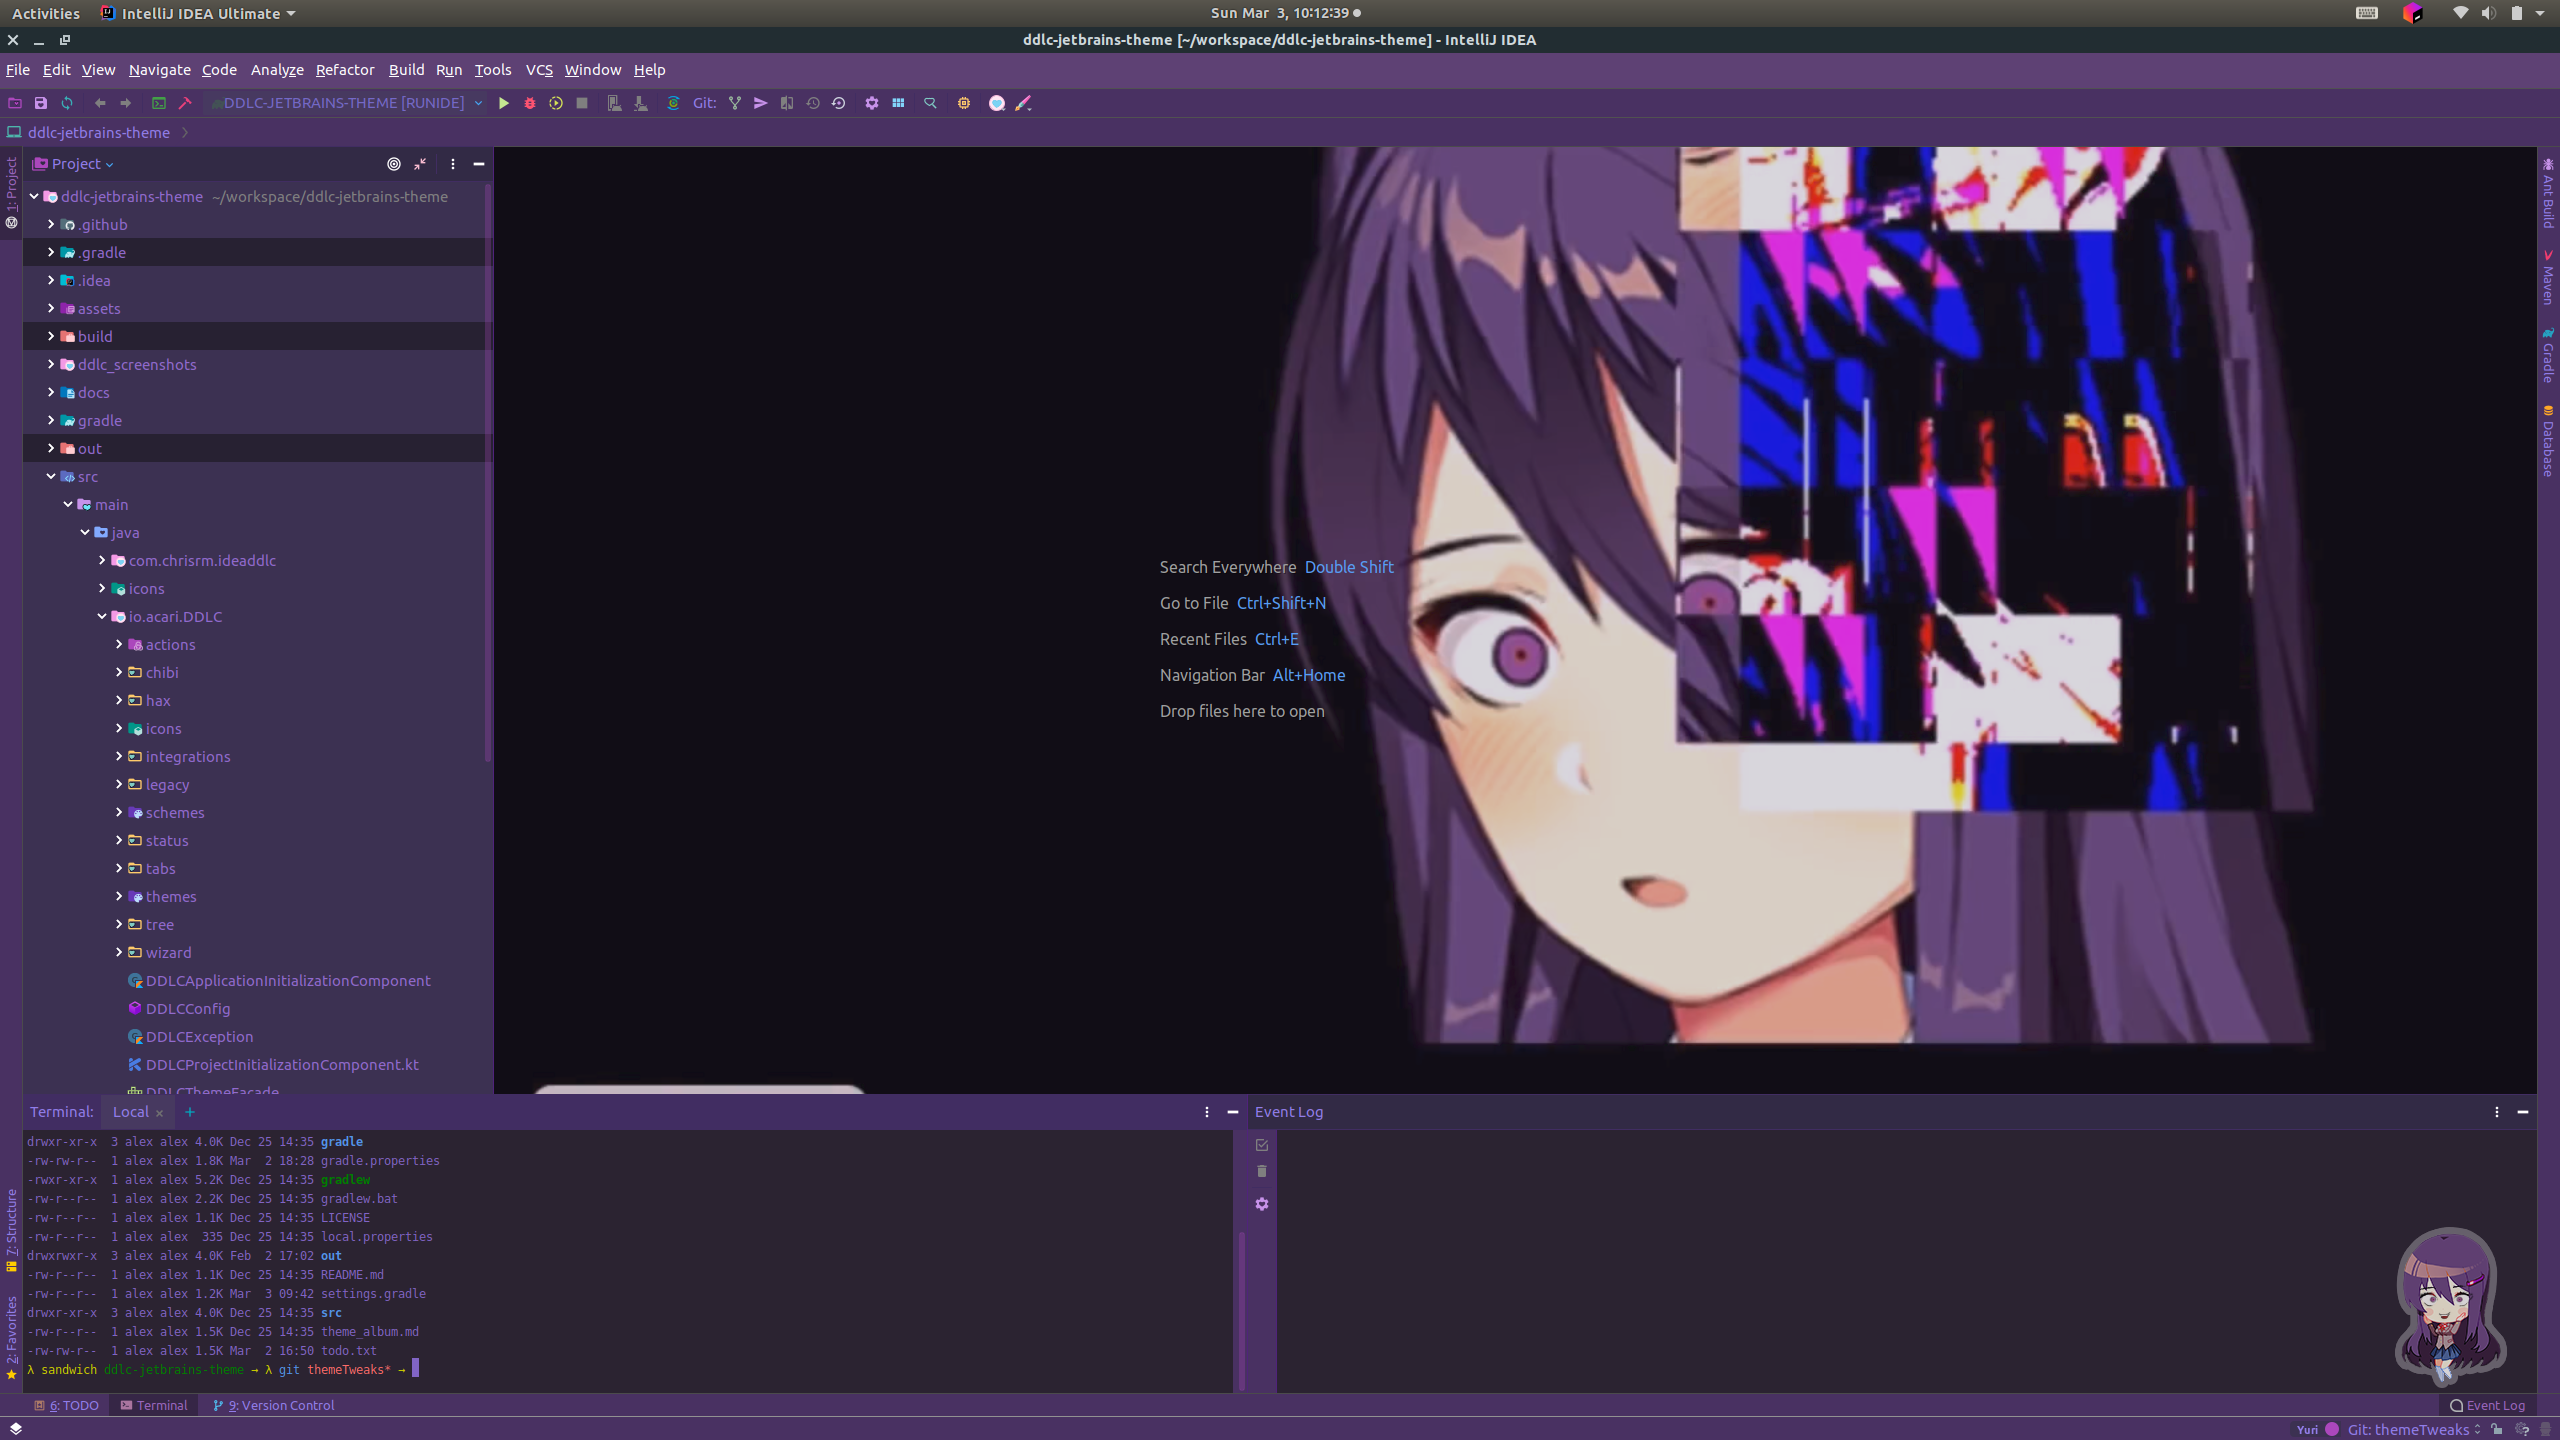 Activities IntelliJ IDEA Ultimate Sun Mar 3, 10:12:39
ddlc-jetbrains-theme [~/workspace/ddlc-jetbrains-theme] - IntelliJ IDEA
File Edit View Navigate Code Analyze Refactor Build Run Tools VCS Window Help
DDLC-JETBRAINS-THEME [RUNIDE] Git:
ddlc-jetbrains-theme
1: Project
Project
ddlc-jetbrains-theme ~/workspace/ddlc-jetbrains-theme
.github
.gradle
.idea
assets
build
ddlc_screenshots
docs
gradle
out
src
main
java
com.chrisrm.ideaddlc
icons
io.acari.DDLC
actions
chibi
hax
icons
integrations
legacy
schemes
status
tabs
themes
tree
wizard
DDLCApplicationInitializationComponent
DDLCConfig
DDLCException
DDLCProjectInitializationComponent.kt
DDLCThemeFacade
Search Everywhere Double Shift
Go to File Ctrl+Shift+N
Recent Files Ctrl+E
Navigation Bar Alt+Home
Drop files here to open
Ant Build
Maven
Gradle
Database
7: Structure
2: Favorites
Terminal: Local × +
drwxr-xr-x 3 alex alex 4.0K Dec 25 14:35 gradle
-rw-rw-r-- 1 alex alex 1.8K Mar 2 18:28 gradle.properties
-rwxr-xr-x 1 alex alex 5.2K Dec 25 14:35 gradlew
-rw-r--r-- 1 alex alex 2.2K Dec 25 14:35 gradlew.bat
-rw-r--r-- 1 alex alex 1.1K Dec 25 14:35 LICENSE
-rw-r--r-- 1 alex alex 335 Dec 25 14:35 local.properties
drwxrwxr-x 3 alex alex 4.0K Feb 2 17:02 out
-rw-r--r-- 1 alex alex 1.1K Dec 25 14:35 README.md
-rw-r--r-- 1 alex alex 1.2K Mar 3 09:42 settings.gradle
drwxr-xr-x 3 alex alex 4.0K Dec 25 14:35 src
-rw-r--r-- 1 alex alex 1.5K Dec 25 14:35 theme_album.md
-rw-rw-r-- 1 alex alex 1.5K Mar 2 16:50 todo.txt
λ sandwich ddlc-jetbrains-theme → λ git themeTweaks* →
Event Log
6: TODO Terminal 9: Version Control Event Log
Yuri Git: themeTweaks